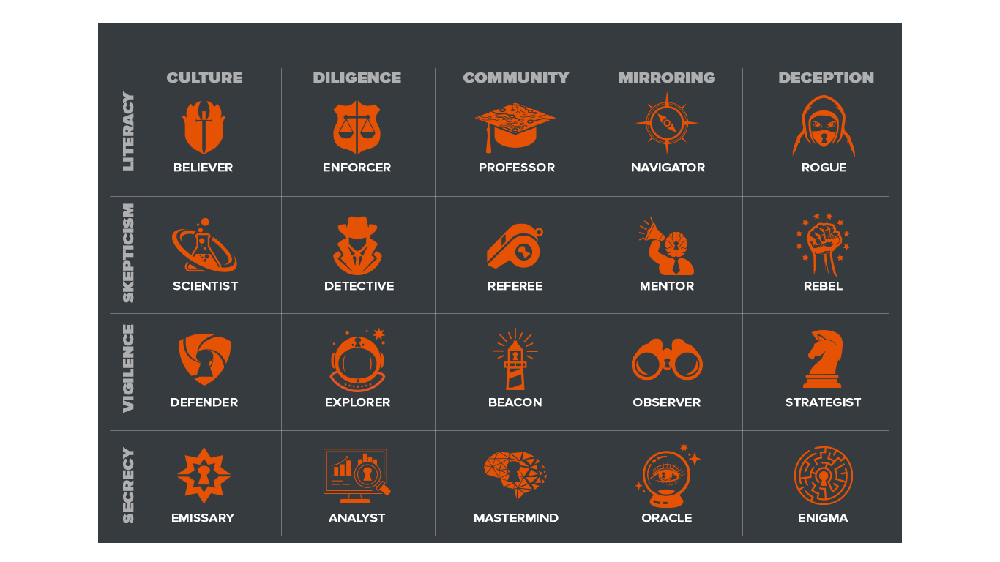 CULTURE DILIGENCE COMMUNITY MIRRORING DECEPTION
LITERACY
BELIEVER ENFORCER PROFESSOR NAVIGATOR ROGUE
SKEPTICISM
SCIENTIST DETECTIVE REFEREE MENTOR REBEL
VIGILENCE
DEFENDER EXPLORER BEACON OBSERVER STRATEGIST
SECRECY
EMISSARY ANALYST MASTERMIND ORACLE ENIGMA